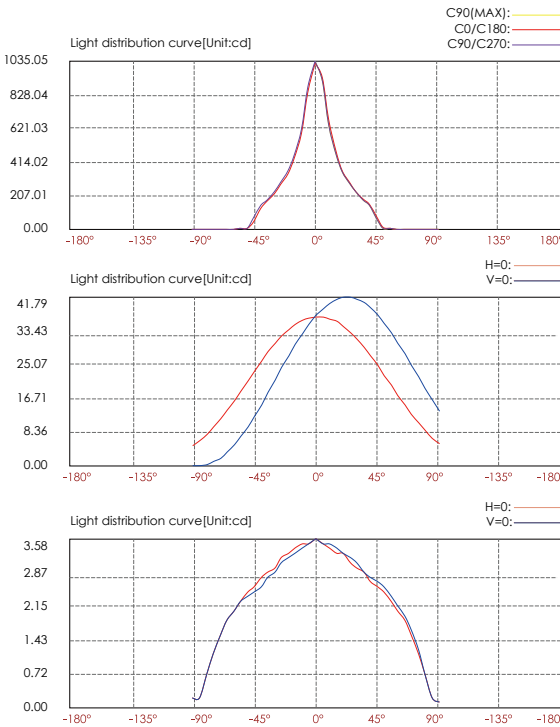 C90(MAX):
C0/C180:
C90/C270:
Light distribution curve[Unit:cd]
1035.05
828.04
621.03
414.02
207.01
0.00
-180° -135° -90° -45° 0° 45° 90° 135° 180°
H=0:
V=0:
Light distribution curve[Unit:cd]
41.79
33.43
25.07
16.71
8.36
0.00
-180° -135° -90° -45° 0° 45° 90° -135° -180°
H=0:
V=0:
Light distribution curve[Unit:cd]
3.58
2.87
2.15
1.43
0.72
0.00
-180° -135° -90° -45° 0° 45° 90° -135° -180°